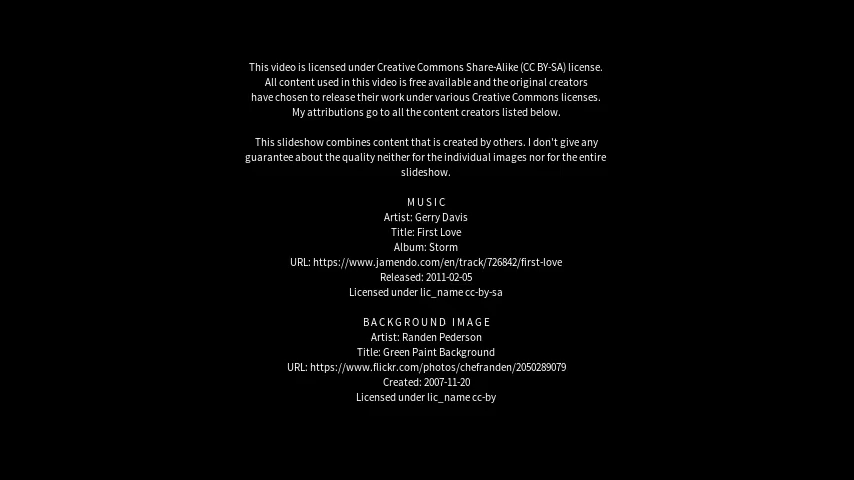 This video is licensed under Creative Commons Share-Alike (CC BY-SA) license.
All content used in this video is free available and the original creators
have chosen to release their work under various Creative Commons licenses.
My attributions go to all the content creators listed below.
This slideshow combines content that is created by others. I don't give any
guarantee about the quality neither for the individual images nor for the entire
slideshow.
MUSIC
Artist: Gerry Davis
Title: First Love
Album: Storm
URL: https://www.jamendo.com/en/track/726842/first-love
Released: 2011-02-05
Licensed under lic_name cc-by-sa
BACKGROUND IMAGE
Artist: Randen Pederson
Title: Green Paint Background
URL: https://www.flickr.com/photos/chefranden/2050289079
Created: 2007-11-20
Licensed under lic_name cc-by